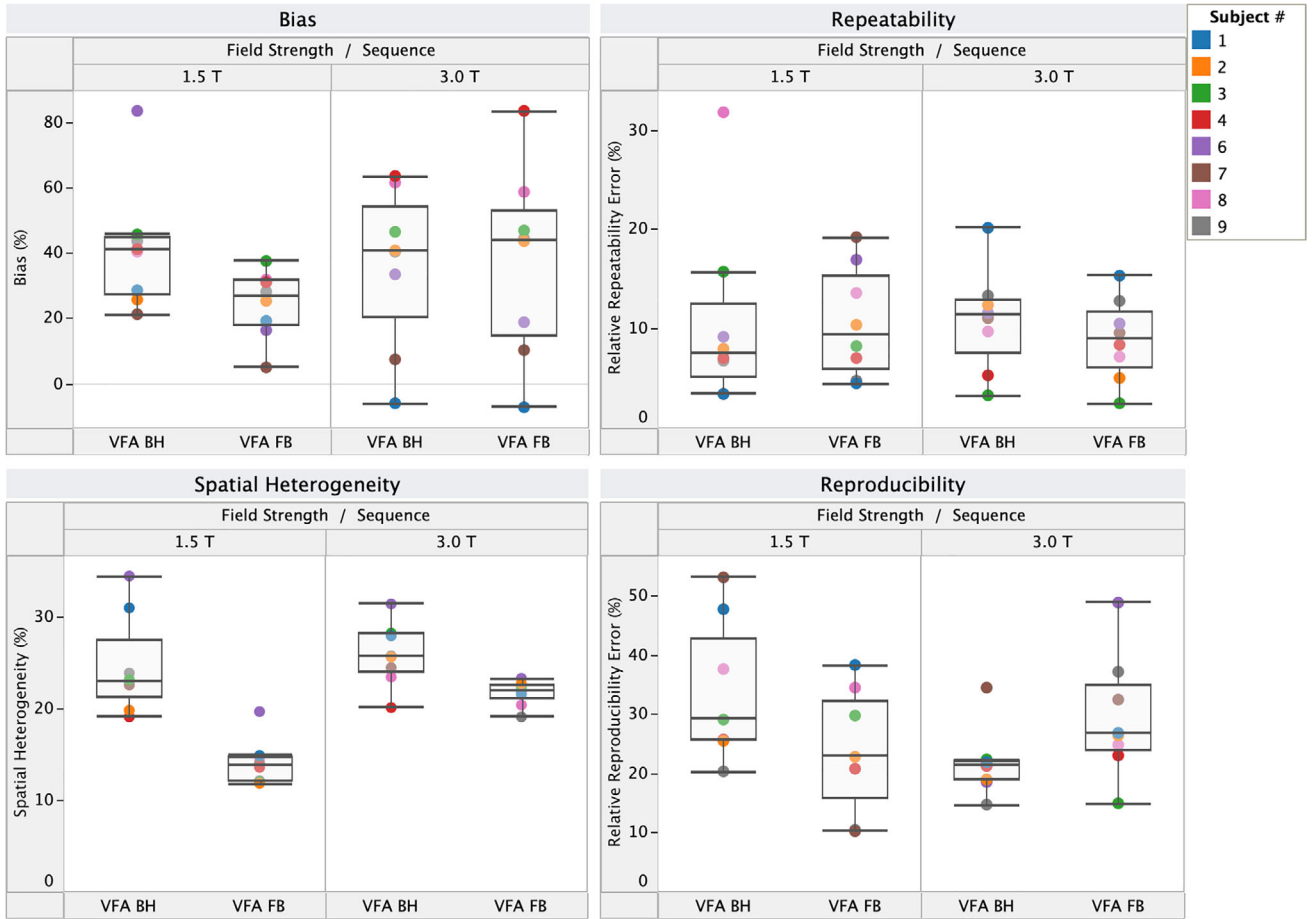 Bias
Field Strength / Sequence
1.5 T 3.0 T
Bias (%)
80
60
40
20
0
VFA BH VFA FB VFA BH VFA FB
Repeatability
Field Strength / Sequence
1.5 T 3.0 T
Relative Repeatability Error (%)
30
20
10
0
VFA BH VFA FB VFA BH VFA FB
Subject #
1
2
3
4
6
7
8
9
Spatial Heterogeneity
Field Strength / Sequence
1.5 T 3.0 T
Spatial Heterogeneity (%)
30
20
10
0
VFA BH VFA FB VFA BH VFA FB
Reproducibility
Field Strength / Sequence
1.5 T 3.0 T
Relative Reproducibility Error (%)
50
40
30
20
10
0
VFA BH VFA FB VFA BH VFA FB